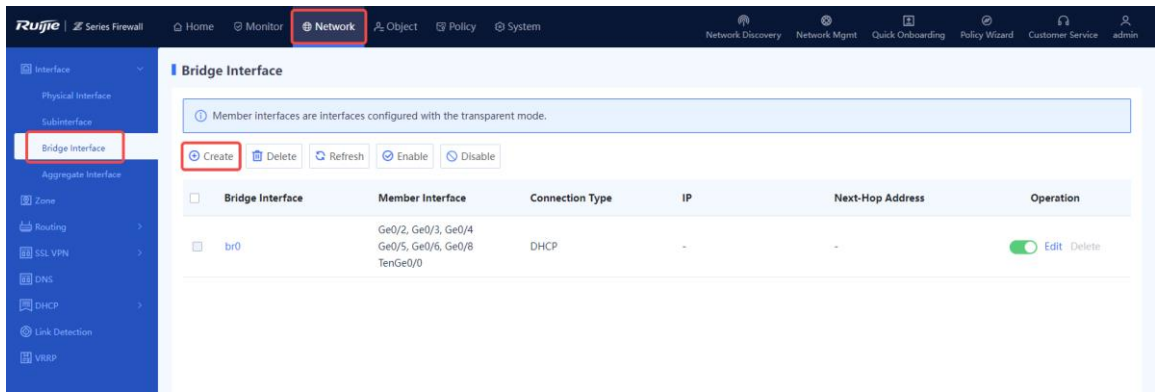 Ruijie | Z Series Firewall
Home
Monitor
Network
Object
Policy
System
Network Discovery
Network Mgmt
Quick Onboarding
Policy Wizard
Customer Service
admin
Interface
Physical Interface
Subinterface
Bridge Interface
Aggregate Interface
Zone
Routing
SSL VPN
DNS
DHCP
Link Detection
VRRP
Bridge Interface
Member interfaces are interfaces configured with the transparent mode.
Create Delete Refresh Enable Disable
Bridge Interface Member Interface Connection Type IP Next-Hop Address Operation
Ge0/2, Ge0/3, Ge0/4
br0 Ge0/5, Ge0/6, Ge0/8 DHCP - - Edit Delete
TenGe0/0